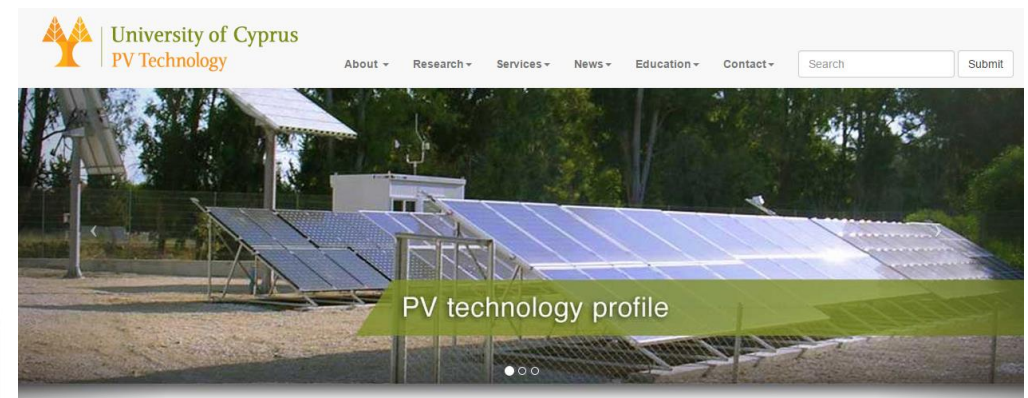 University of Cyprus
PV Technology
About Research Services News Education Contact Search Submit
PV technology profile